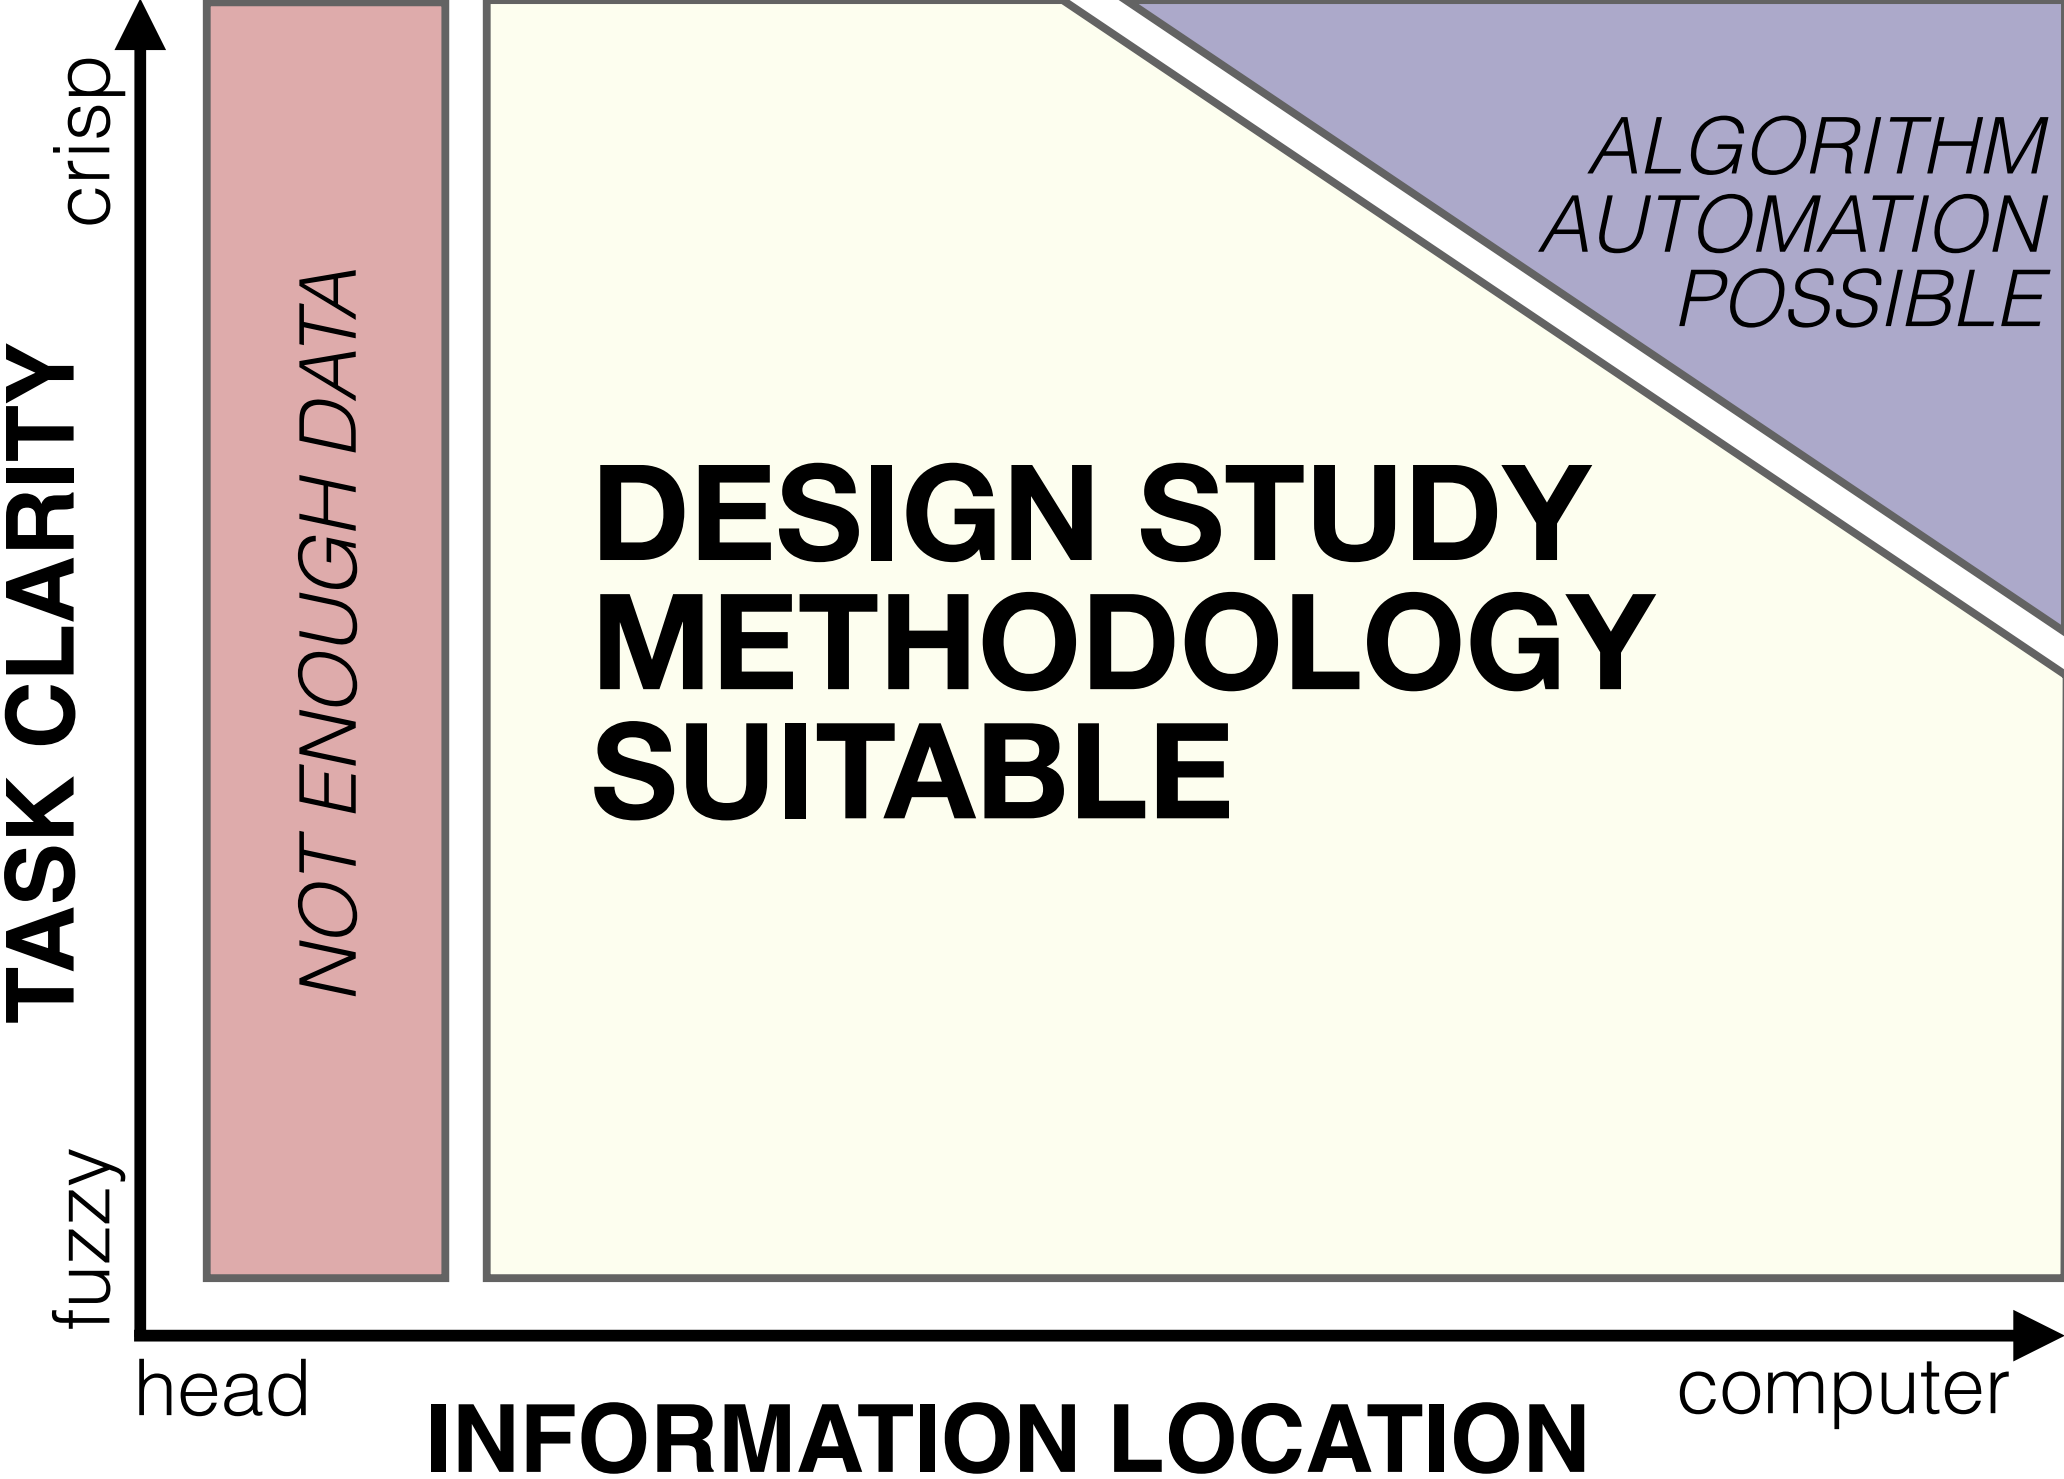 crisp
TASK CLARITY
fuzzy
NOT ENOUGH DATA
ALGORITHM
AUTOMATION
POSSIBLE
DESIGN STUDY
METHODOLOGY
SUITABLE
head
computer
INFORMATION LOCATION